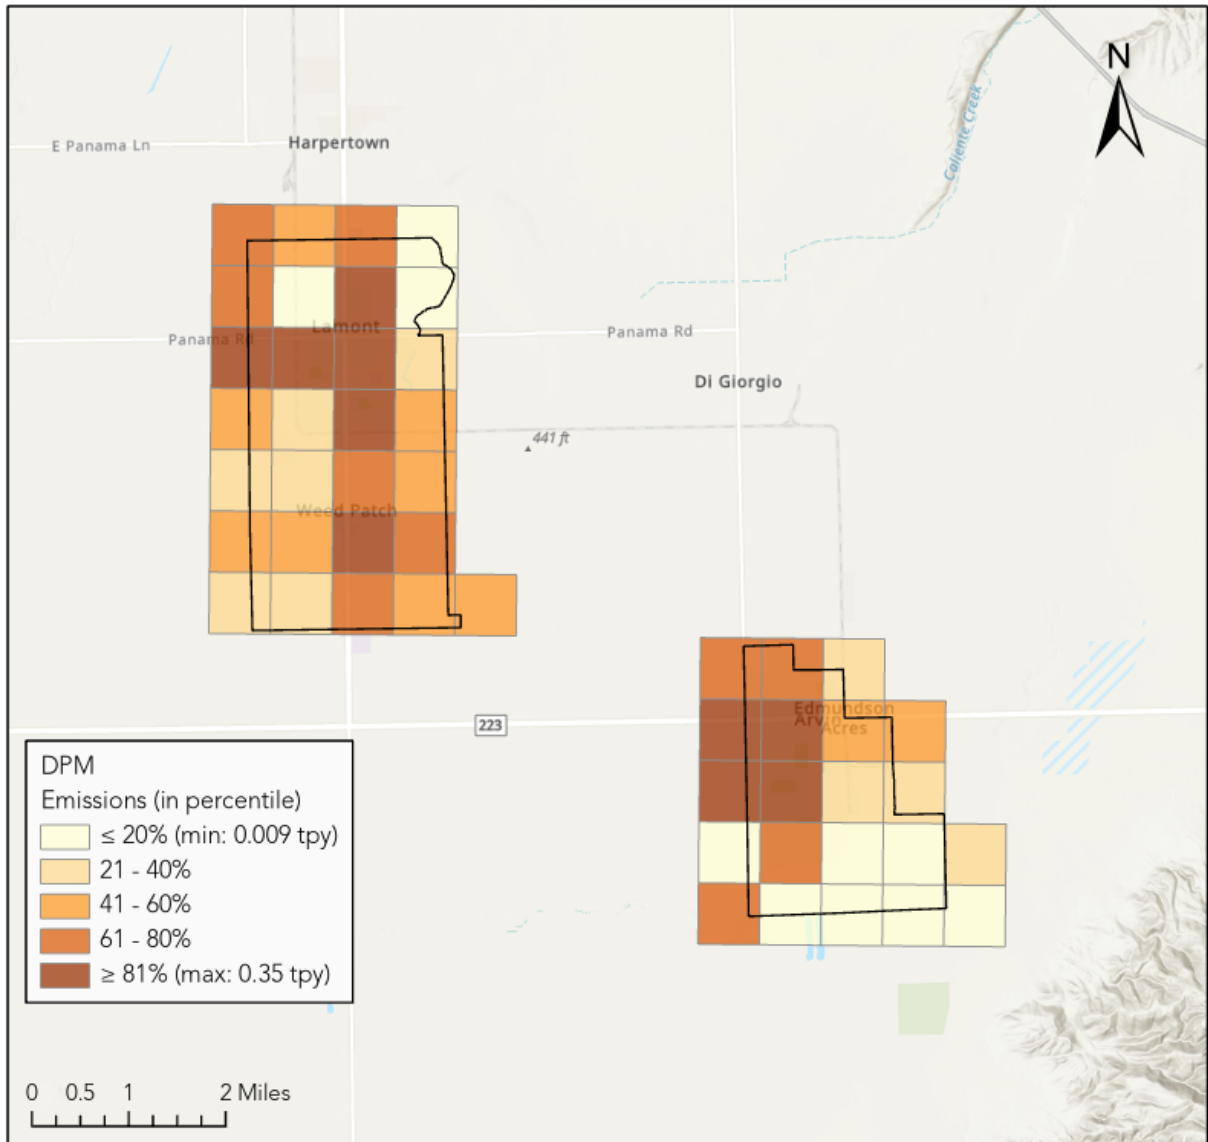 N
Caliente Creek
E Panama Ln
Harpertown
Lamont
Panama Rd
Panama Rd
Di Giorgio
441 ft
Weed Patch
Edmundson
Arvin
Acres
223
DPM
Emissions (in percentile)
≤ 20% (min: 0.009 tpy)
21 - 40%
41 - 60%
61 - 80%
≥ 81% (max: 0.35 tpy)
0 0.5 1 2 Miles